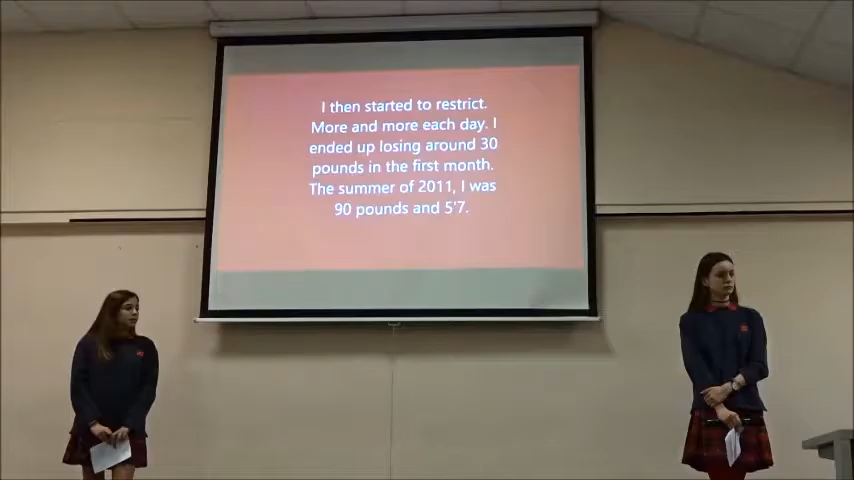 I then started to restrict.
More and more each day. I
ended up losing around 30
pounds in the first month.
The summer of 2011, I was
90 pounds and 5'7.